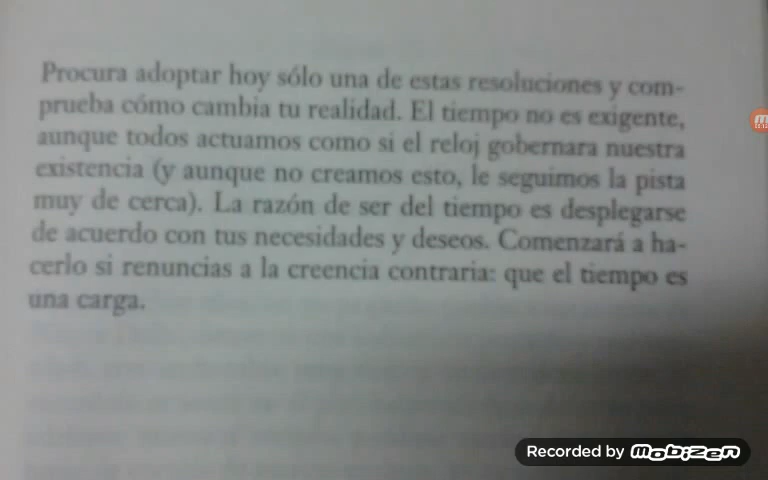 Procura adoptar hoy sólo una de estas resoluciones y com-
prueba cómo cambia tu realidad. El tiempo no es exigente,
aunque todos actuamos como si el reloj gobernara nuestra
existencia (y aunque no creamos esto, le seguimos la pista
muy de cerca). La razón de ser del tiempo es desplegarse
de acuerdo con tus necesidades y deseos. Comenzará a ha-
cerlo si renuncias a la creencia contraria: que el tiempo es
una carga.
Recorded by mobizen